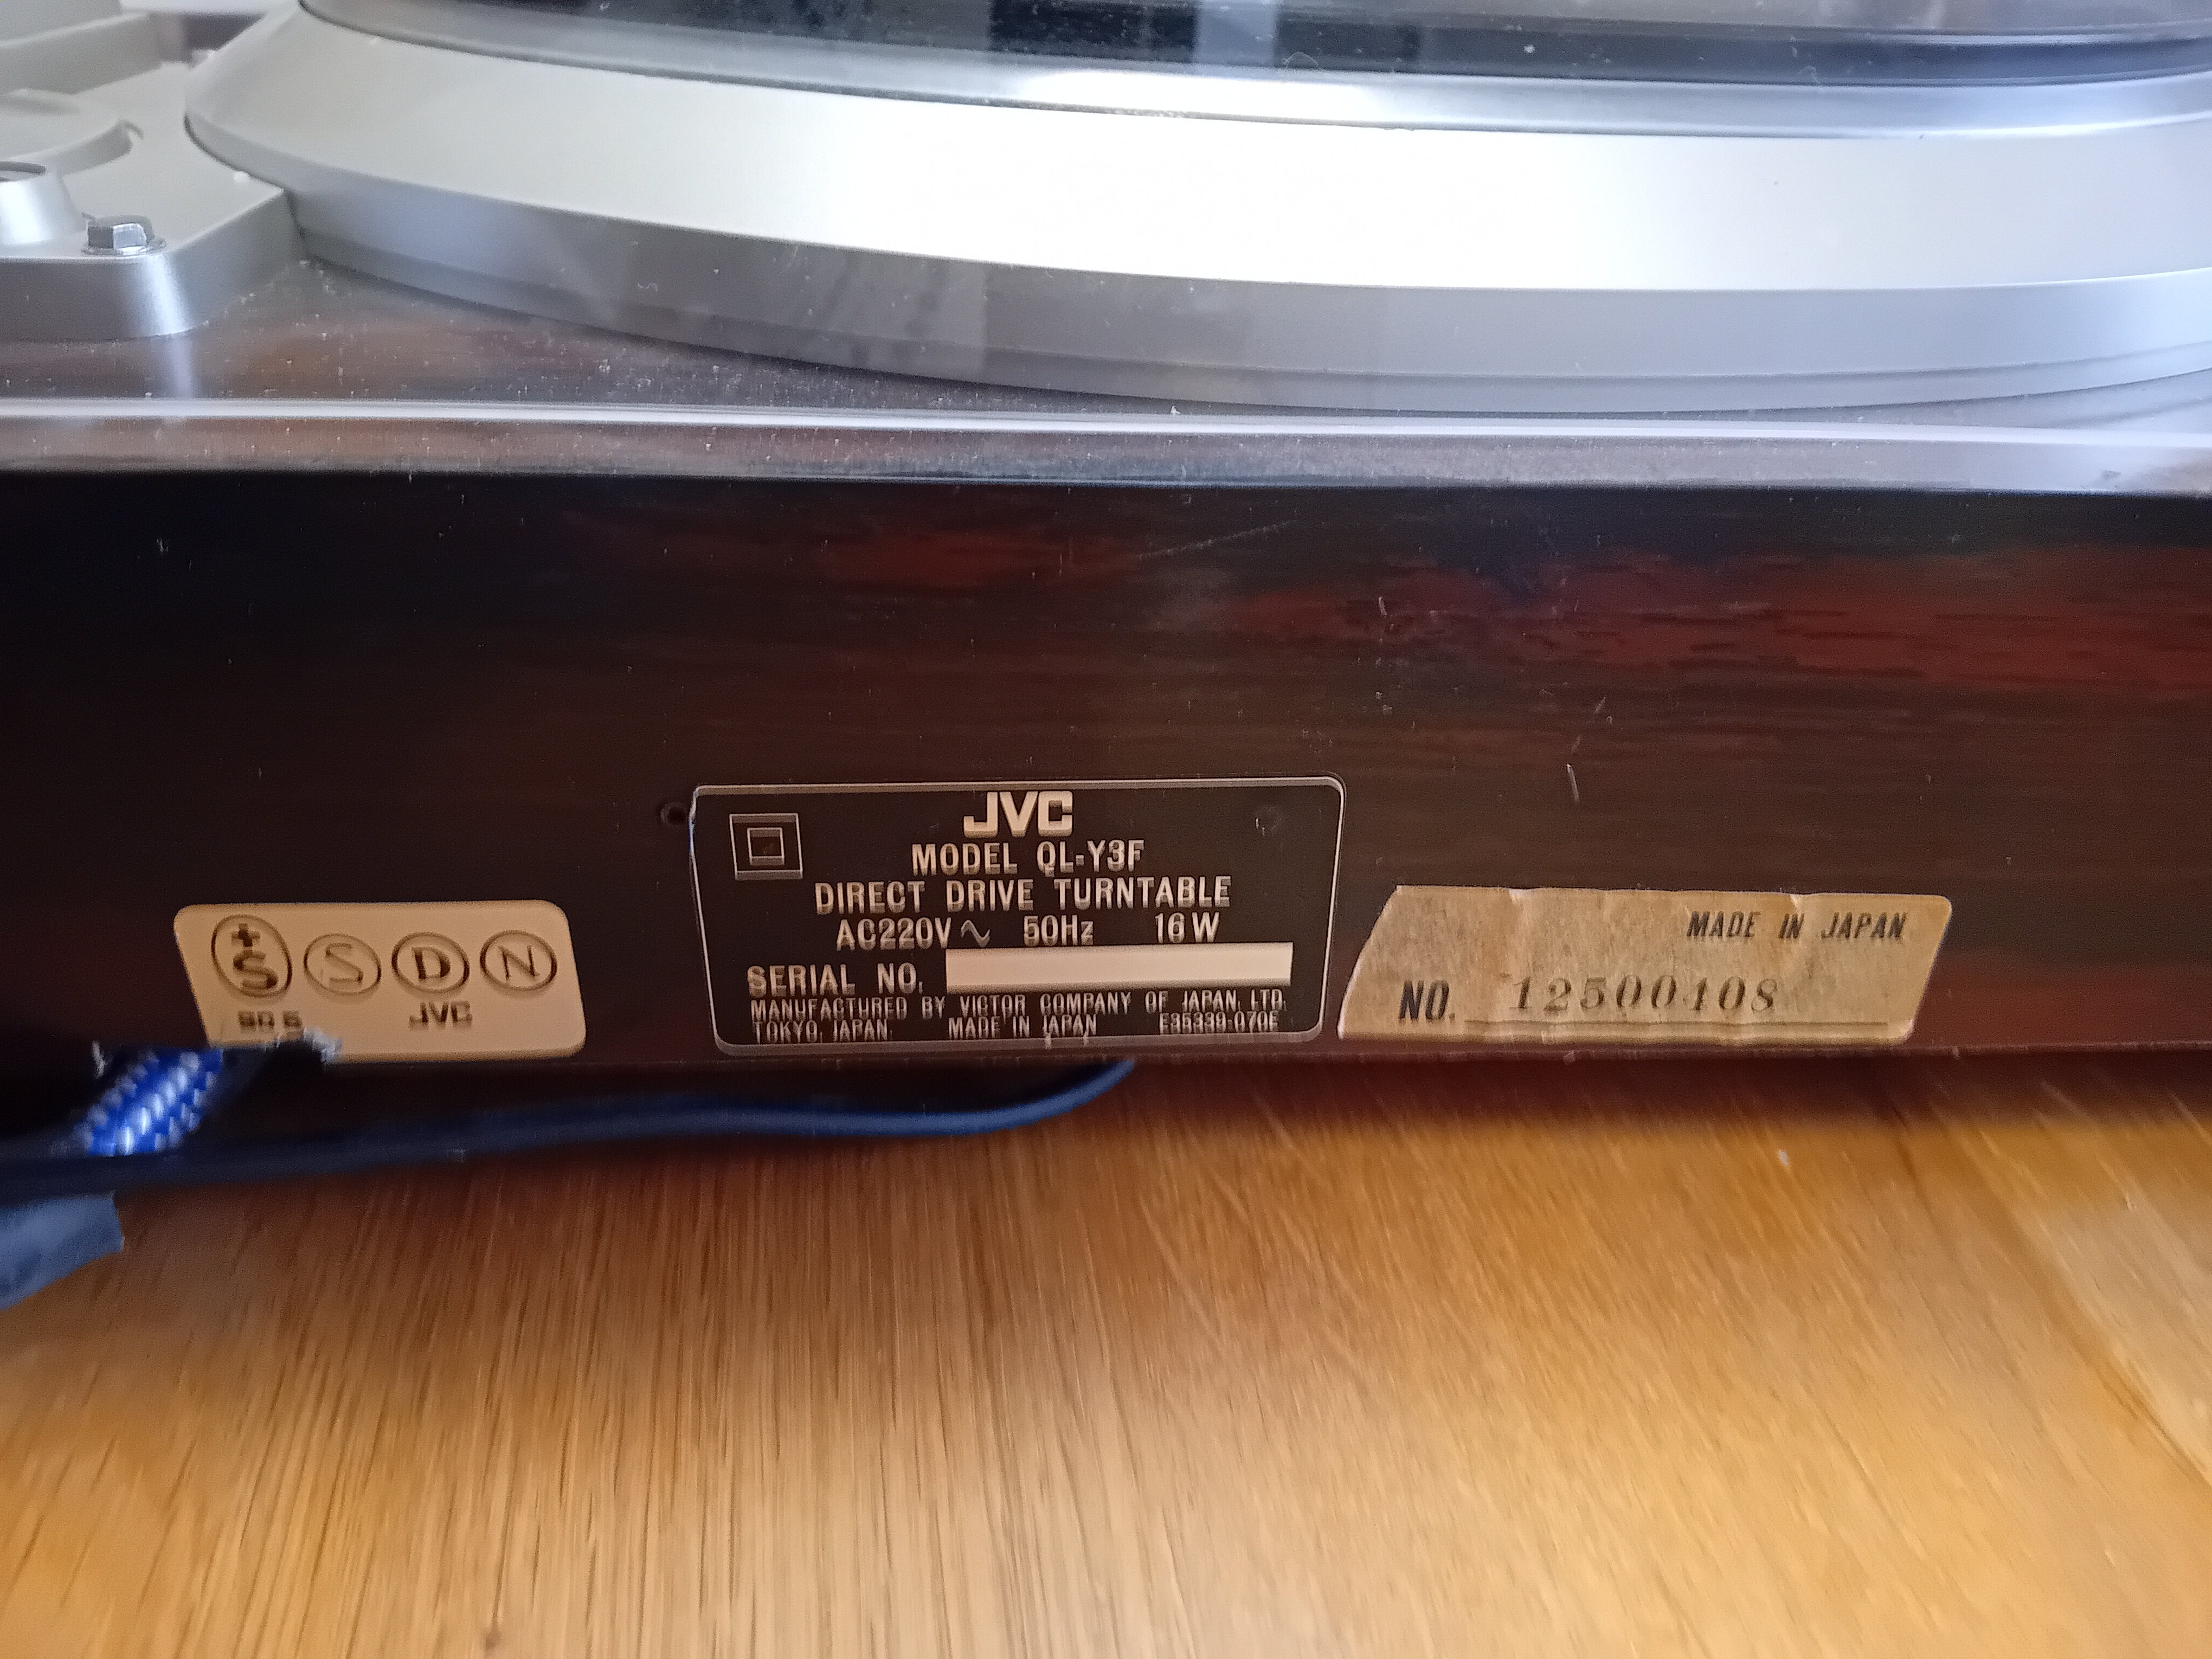 JVC
MODEL QL-Y3F
DIRECT DRIVE TURNTABLE
AC220V ∿ 50Hz 16W
SERIAL NO.
MANUFACTURED BY VICTOR COMPANY OF JAPAN, LTD.
TOKYO, JAPAN MADE IN JAPAN E35339-070E
S S D N
JVC
MADE IN JAPAN
NO. 12500408